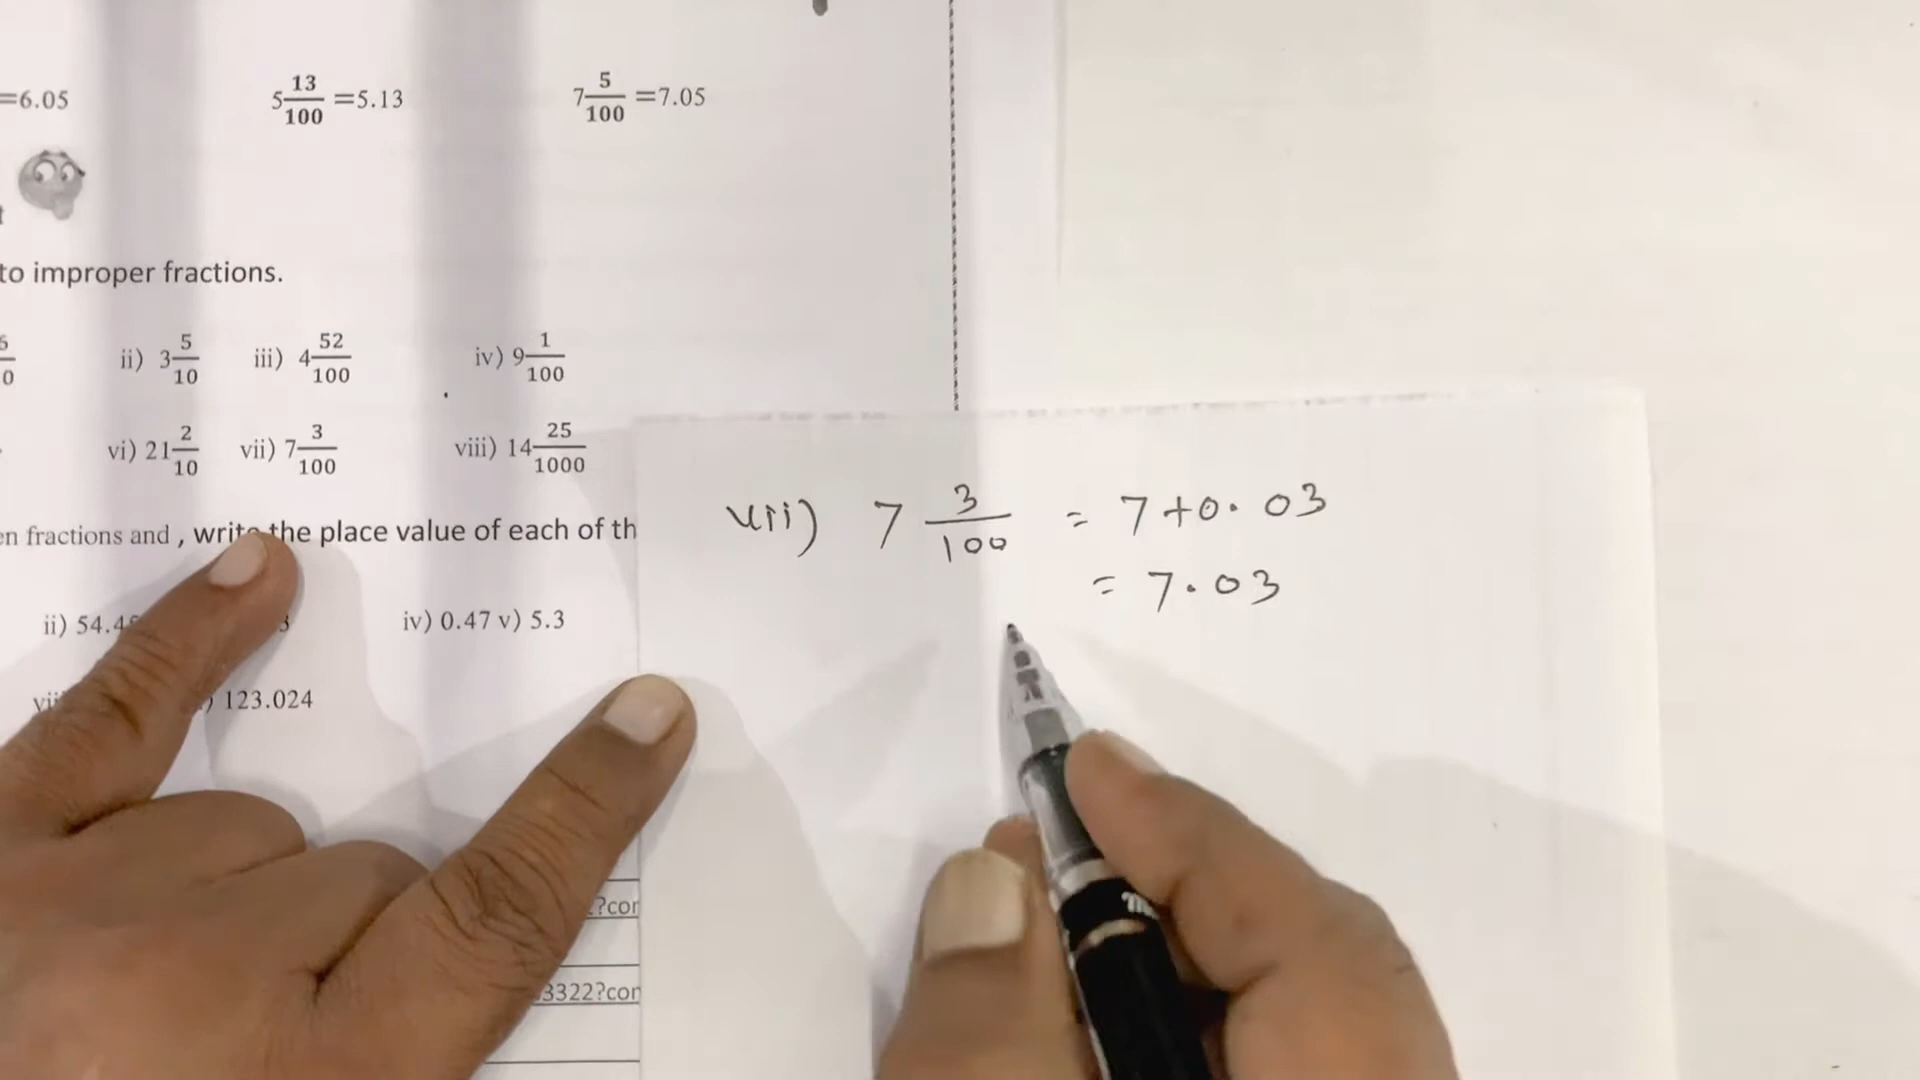 =6.05 5 13/100 =5.13 7 5/100 =7.05
to improper fractions.
ii) 3 5/10 iii) 4 52/100 iv) 9 1/100
vi) 21 2/10 vii) 7 3/100 viii) 14 25/1000
en fractions and , write the place value of each of th
ii) 54.4 iv) 0.47 v) 5.3
) 123.024
?cor
3322?cor
vii) 7 3/100 = 7+0.03
= 7.03